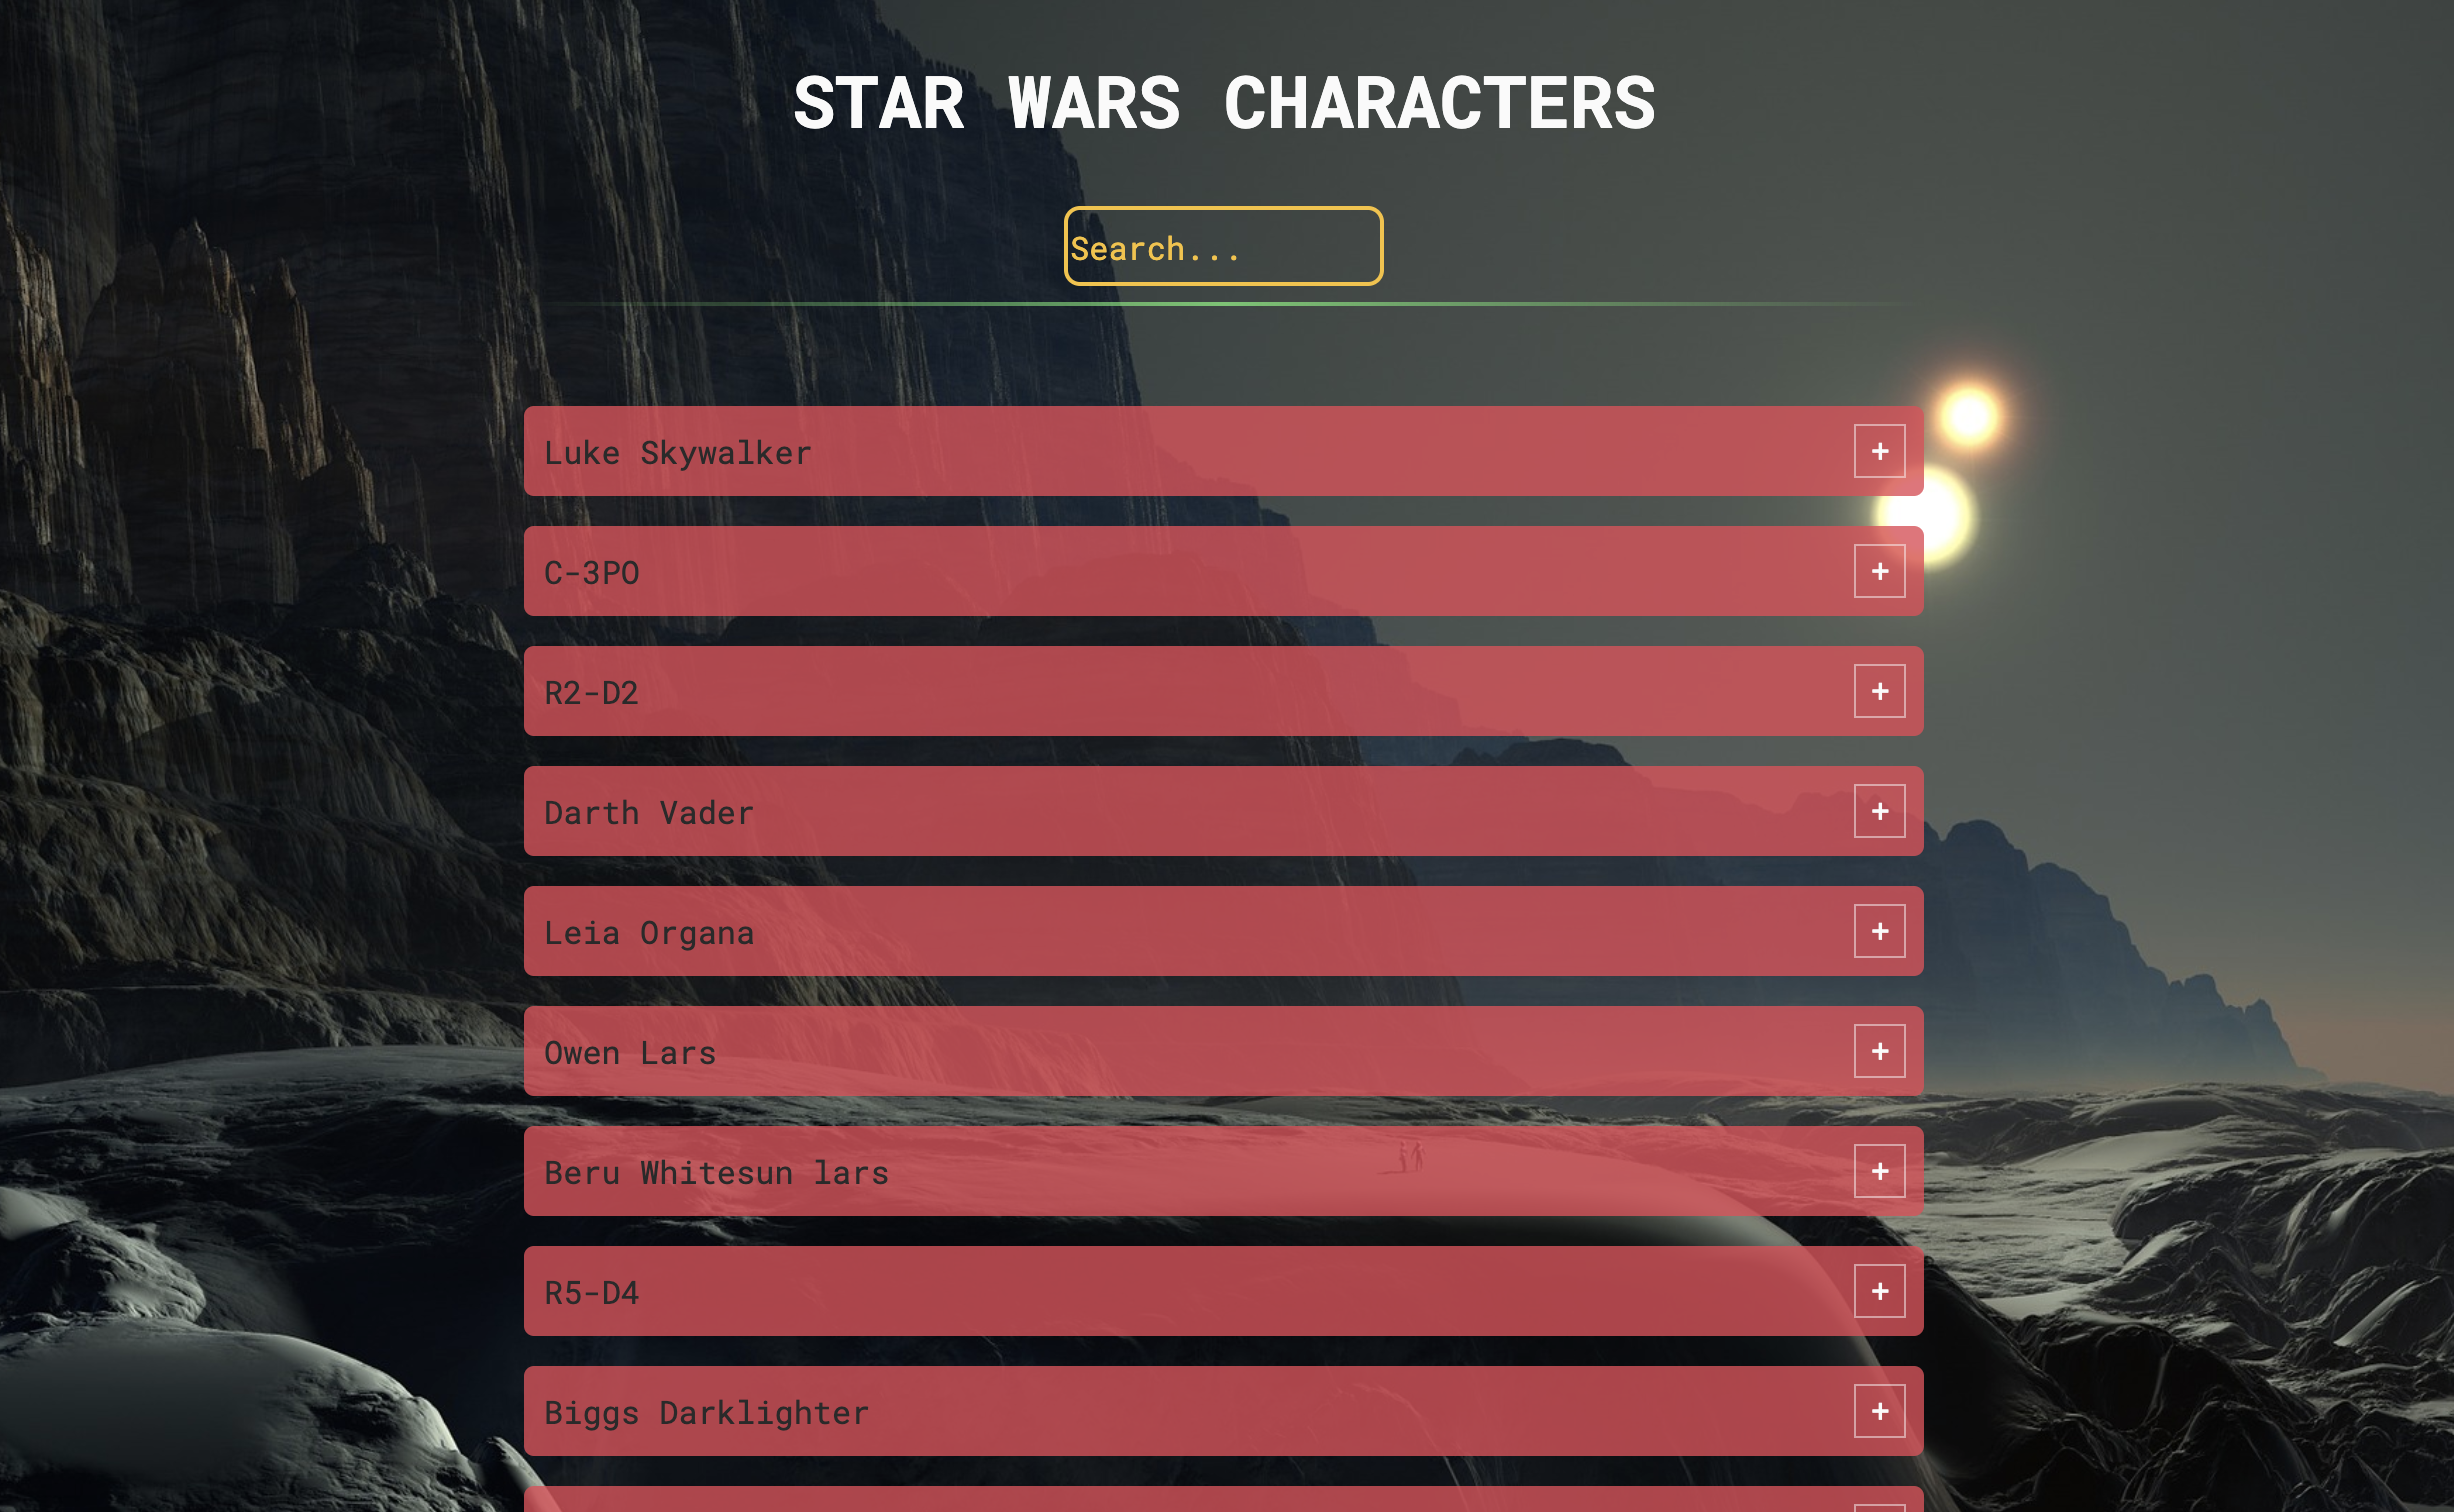 STAR WARS CHARACTERS
Search...
Luke Skywalker +
C-3PO +
R2-D2 +
Darth Vader +
Leia Organa +
Owen Lars +
Beru Whitesun lars +
R5-D4 +
Biggs Darklighter +